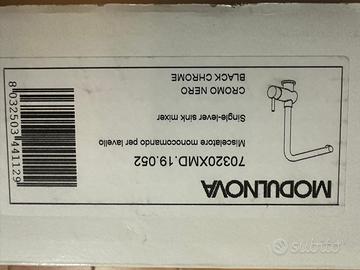 MODULNOVA
70320XMD.19.052
Miscelatore monocomando per lavello
Single-lever sink mixer
CROMO NERO
BLACK CHROME
8032503441129
subito